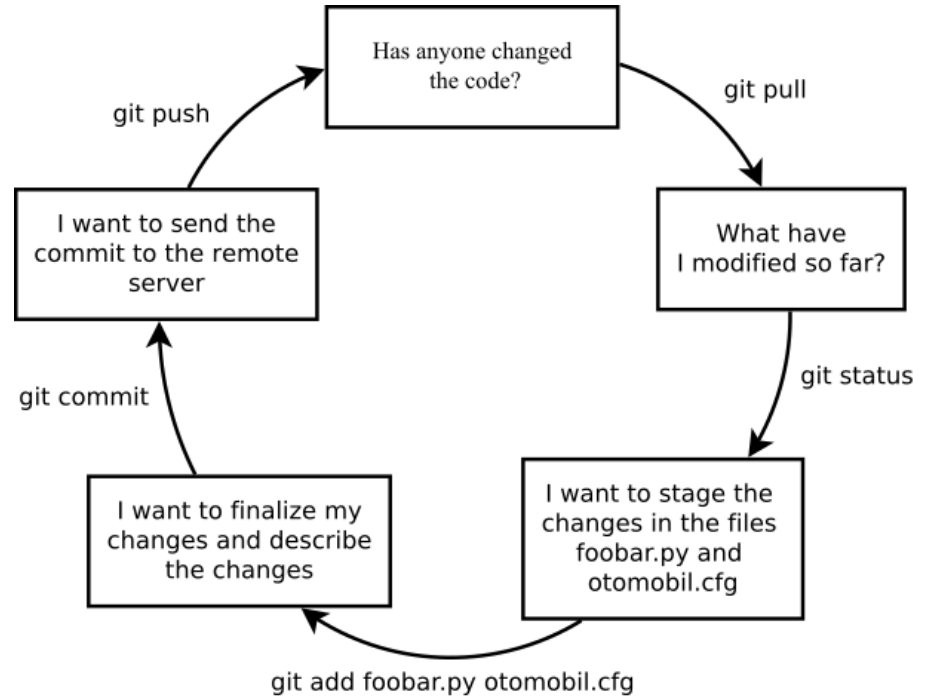 Has anyone changed
the code?
git pull
What have
I modified so far?
git status
I want to stage the
changes in the files
foobar.py and
otomobil.cfg
git add foobar.py otomobil.cfg
I want to finalize my
changes and describe
the changes
git commit
I want to send the
commit to the remote
server
git push